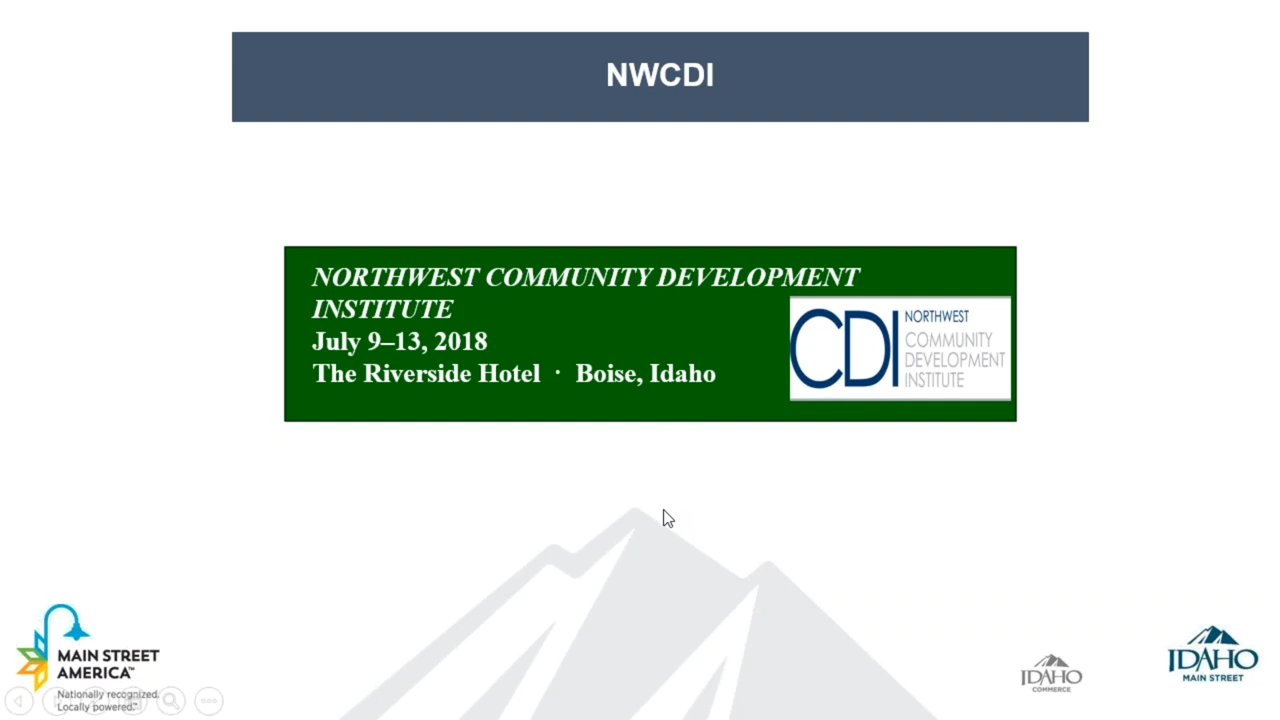 NWCDI
NORTHWEST COMMUNITY DEVELOPMENT
INSTITUTE
July 9–13, 2018
The Riverside Hotel · Boise, Idaho
CDI
NORTHWEST
COMMUNITY
DEVELOPMENT
INSTITUTE
MAIN STREET
AMERICA™
Nationally recognized.
Locally powered.™
IDAHO
COMMERCE
IDAHO
MAIN STREET